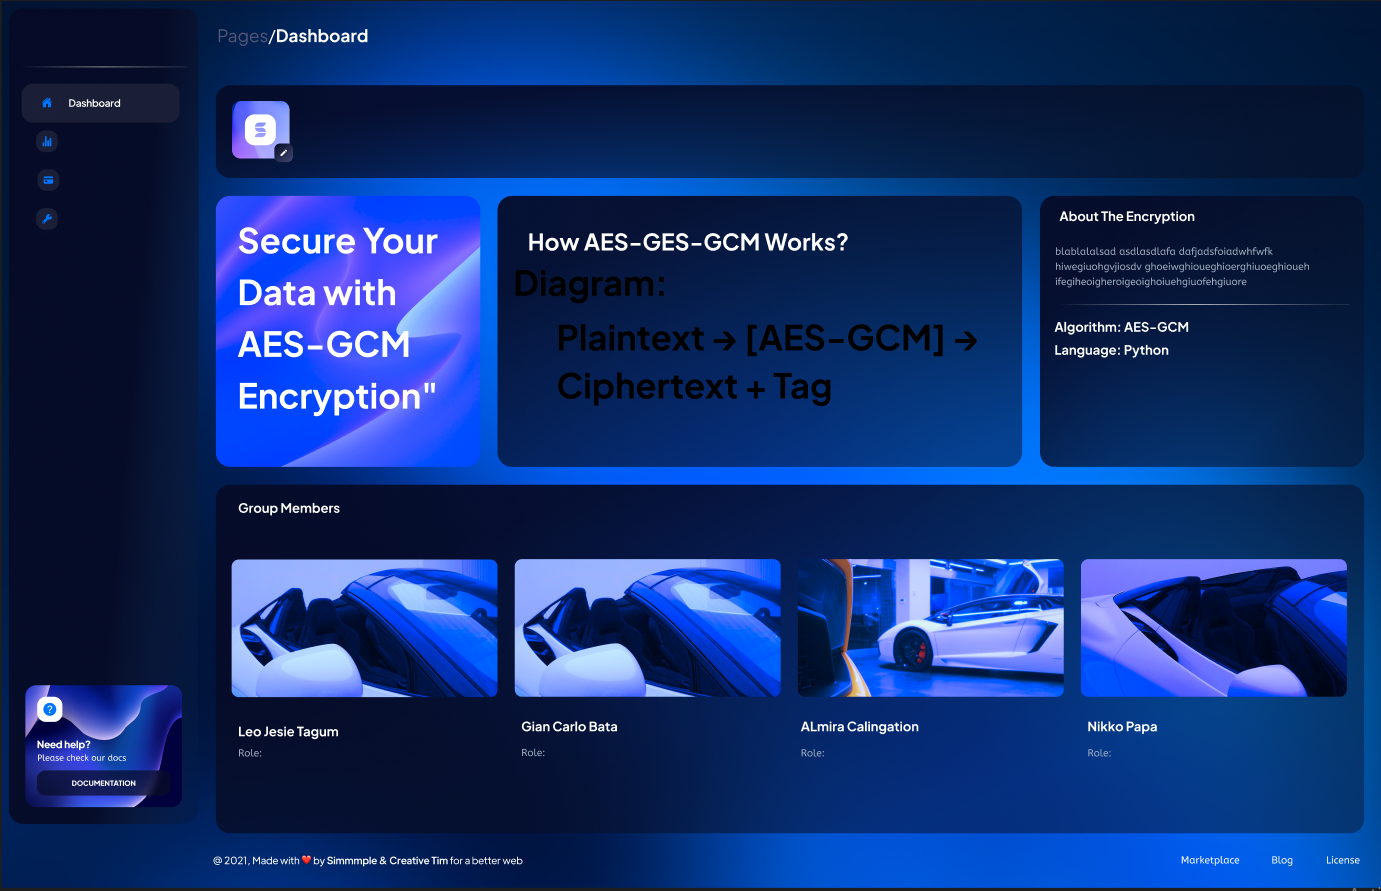 Pages/Dashboard
Dashboard
Secure Your
Data with
AES-GCM
Encryption"
How AES-GES-GCM Works?
Diagram:
Plaintext → [AES-GCM] →
Ciphertext + Tag
About The Encryption
blablalalsad asdlasdlafa dafjadsfoiadwhfwfk
hiwegiuohgvjiosdv ghoeiwghioueghioerghiuoeghioueh
ifegiheoigheroigeoighoiuehgiuofehgiuore
Algorithm: AES-GCM
Language: Python
Group Members
Leo Jesie Tagum
Role:
Gian Carlo Bata
Role:
ALmira Calingation
Role:
Nikko Papa
Role:
Need help?
Please check our docs
DOCUMENTATION
@ 2021, Made with ❤️ by Simmmple & Creative Tim for a better web
Marketplace
Blog
License